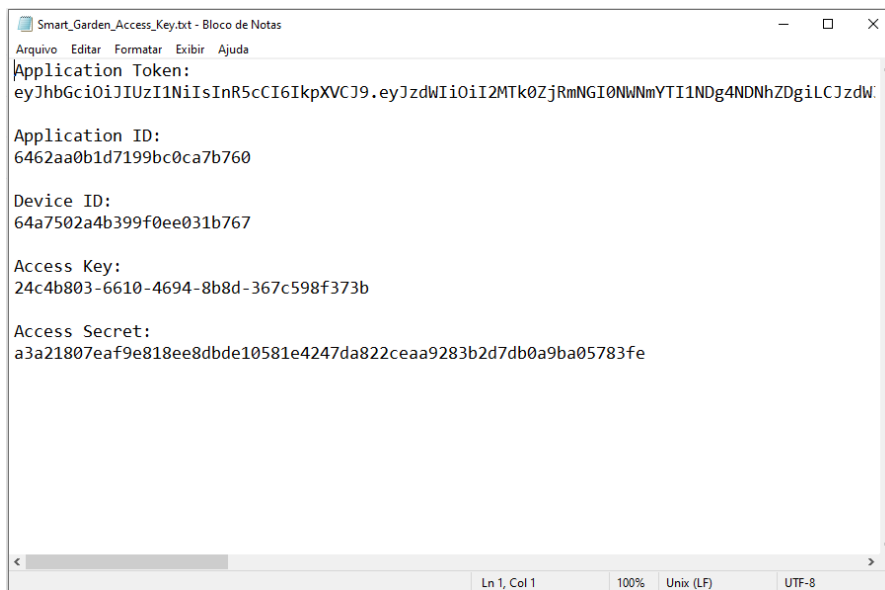 Smart_Garden_Access_Key.txt - Bloco de Notas
Arquivo Editar Formatar Exibir Ajuda
Application Token:
eyJhbGciOiJIUzI1NiIsInR5cCI6IkpXVCJ9.eyJzdWIiOiI2MTk0ZjRmNGI0NWNmYTI1NDg4NDNhZDgiLCJzdW
Application ID:
6462aa0b1d7199bc0ca7b760
Device ID:
64a7502a4b399f0ee031b767
Access Key:
24c4b803-6610-4694-8b8d-367c598f373b
Access Secret:
a3a21807eaf9e818ee8dbde10581e4247da822ceaa9283b2d7db0a9ba05783fe
Ln 1, Col 1 100% Unix (LF) UTF-8